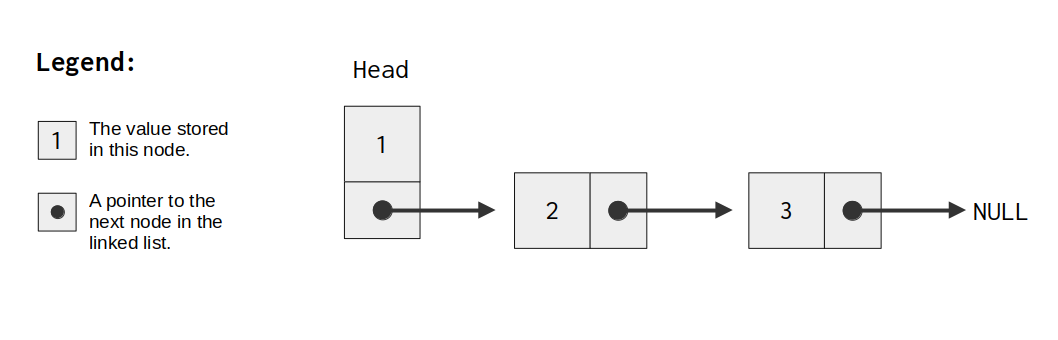 Legend:
1
The value stored
in this node.
A pointer to the
next node in the
linked list.
Head
1
2
3
NULL